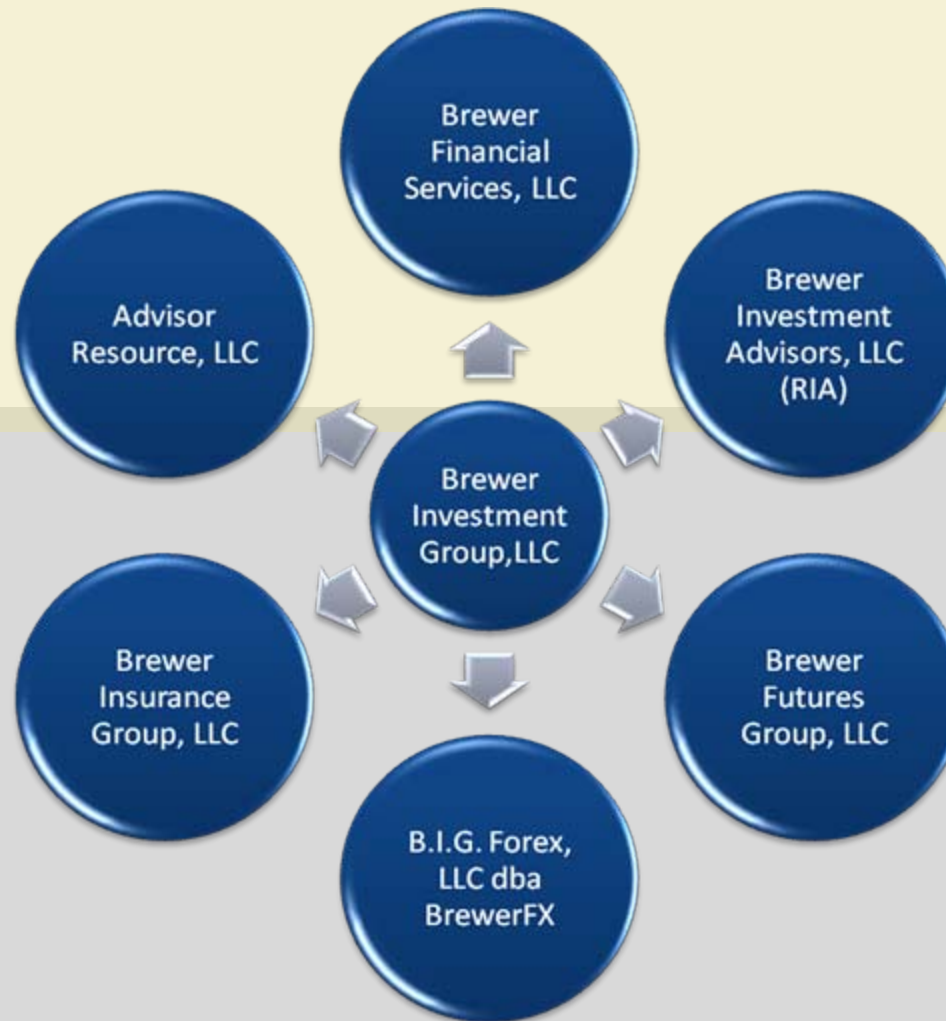 Brewer
Financial
Services, LLC
Advisor
Resource, LLC
Brewer
Investment
Advisors, LLC
(RIA)
Brewer
Investment
Group,LLC
Brewer
Insurance
Group, LLC
Brewer
Futures
Group, LLC
B.I.G. Forex,
LLC dba
BrewerFX